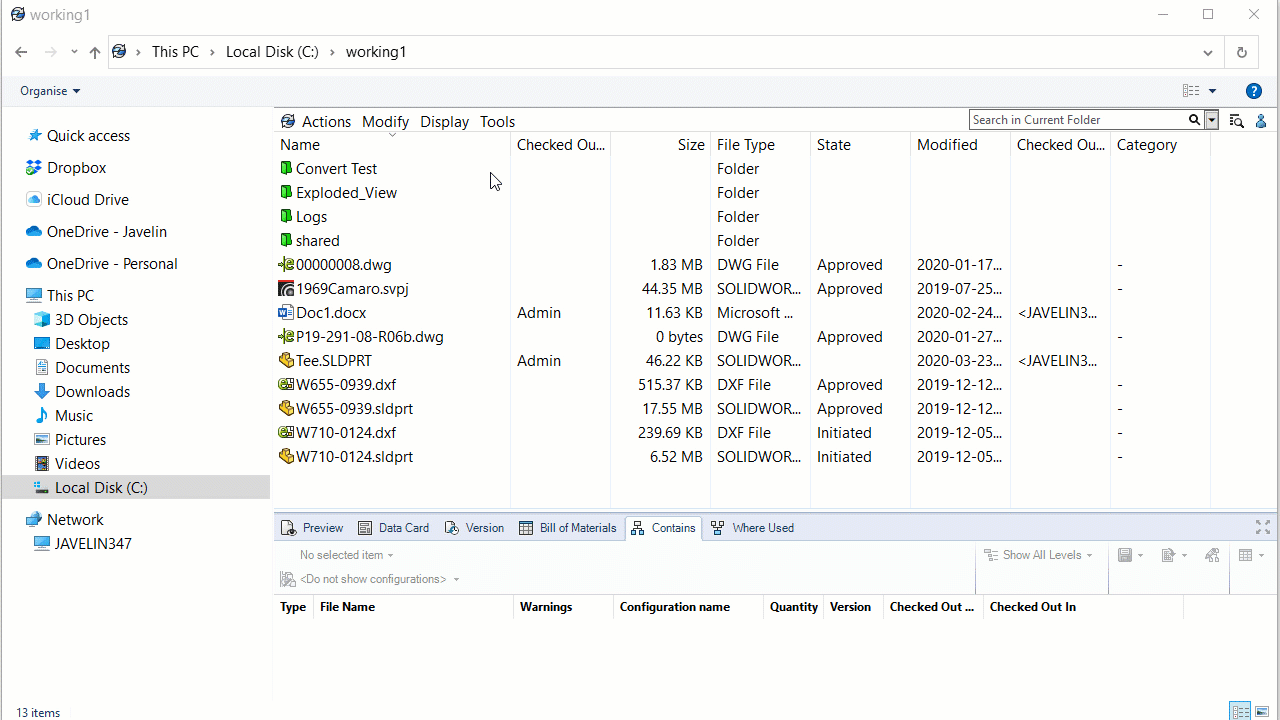 working1
This PC Local Disk (C:) working1
Organise
Quick access
Dropbox
iCloud Drive
OneDrive - Javelin
OneDrive - Personal
This PC
3D Objects
Desktop
Documents
Downloads
Music
Pictures
Videos
Local Disk (C:)
Network
JAVELIN347
Actions Modify Display Tools
Search in Current Folder
Name Checked Ou... Size File Type State Modified Checked Ou... Category
Convert Test Folder
Exploded_View Folder
Logs Folder
shared Folder
00000008.dwg 1.83 MB DWG File Approved 2020-01-17... -
1969Camaro.svpj 44.35 MB SOLIDWOR... Approved 2019-07-25... -
Doc1.docx Admin 11.63 KB Microsoft ... 2020-02-24... <JAVELIN3...
P19-291-08-R06b.dwg 0 bytes DWG File Approved 2020-01-27... -
Tee.SLDPRT Admin 46.22 KB SOLIDWOR... 2020-03-23... <JAVELIN3...
W655-0939.dxf 515.37 KB DXF File Approved 2019-12-12... -
W655-0939.sldprt 17.55 MB SOLIDWOR... Approved 2019-12-12... -
W710-0124.dxf 239.69 KB DXF File Initiated 2019-12-05... -
W710-0124.sldprt 6.52 MB SOLIDWOR... Initiated 2019-12-05... -
Preview Data Card Version Bill of Materials Contains Where Used
No selected item Show All Levels
<Do not show configurations>
Type File Name Warnings Configuration name Quantity Version Checked Out ... Checked Out In
13 items